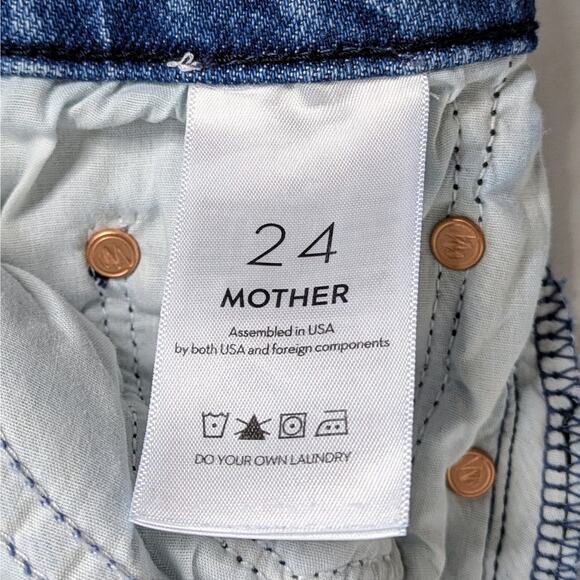 24
MOTHER
Assembled in USA
by both USA and foreign components
DO YOUR OWN LAUNDRY